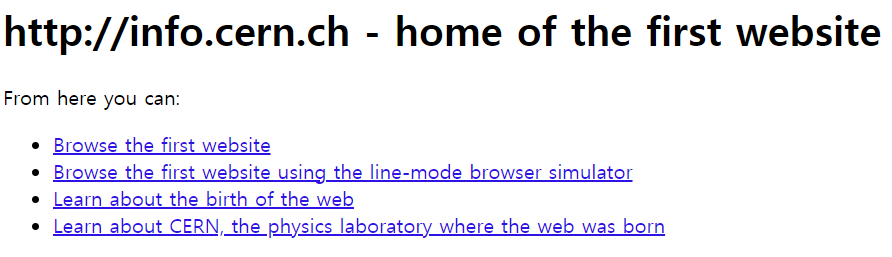 http://info.cern.ch - home of the first website
From here you can:
Browse the first website
Browse the first website using the line-mode browser simulator
Learn about the birth of the web
Learn about CERN, the physics laboratory where the web was born